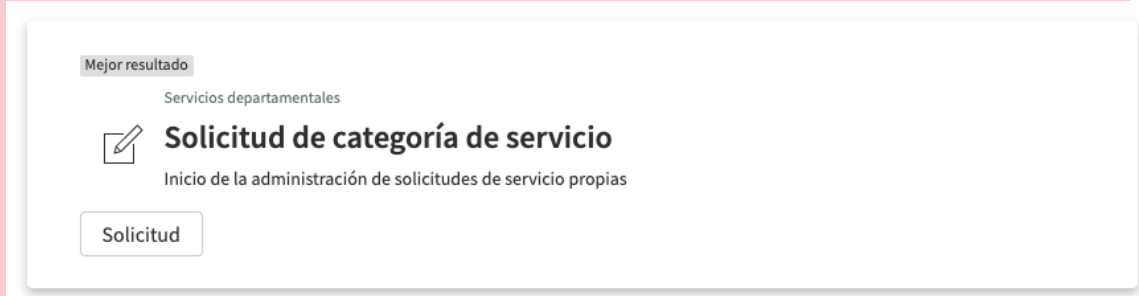 Mejor resultado
Servicios departamentales
Solicitud de categoría de servicio
Inicio de la administración de solicitudes de servicio propias
Solicitud